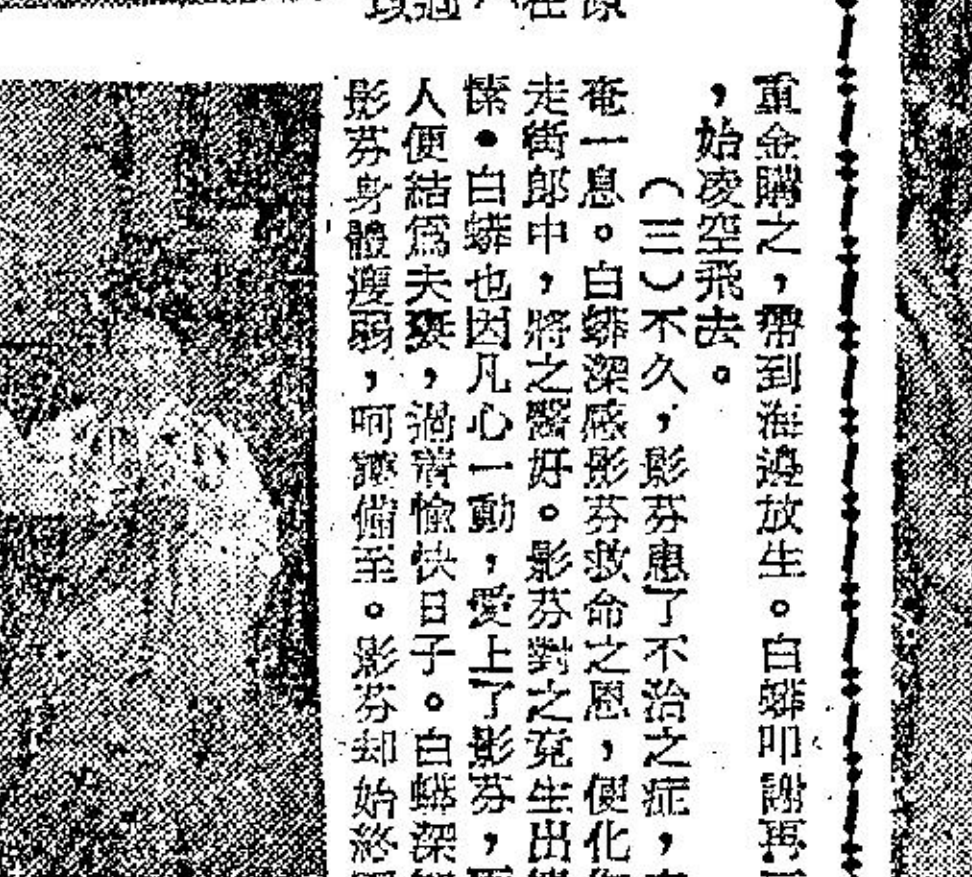 重金購之，帶到海邊放生。白蟒叩謝再
，始凌空飛去。
（三）不久，影芬患了不治之症，
奄一息。白蟒深感影芬救命之恩，便化
走街郎中，將之醫好。影芬對之竟生出
愫。白蟒也因凡心一動，愛上了影芬，
人便結爲夫妻，過着愉快日子。白蟒深
影芬身體瘦弱，呵護備至。影芬却始終